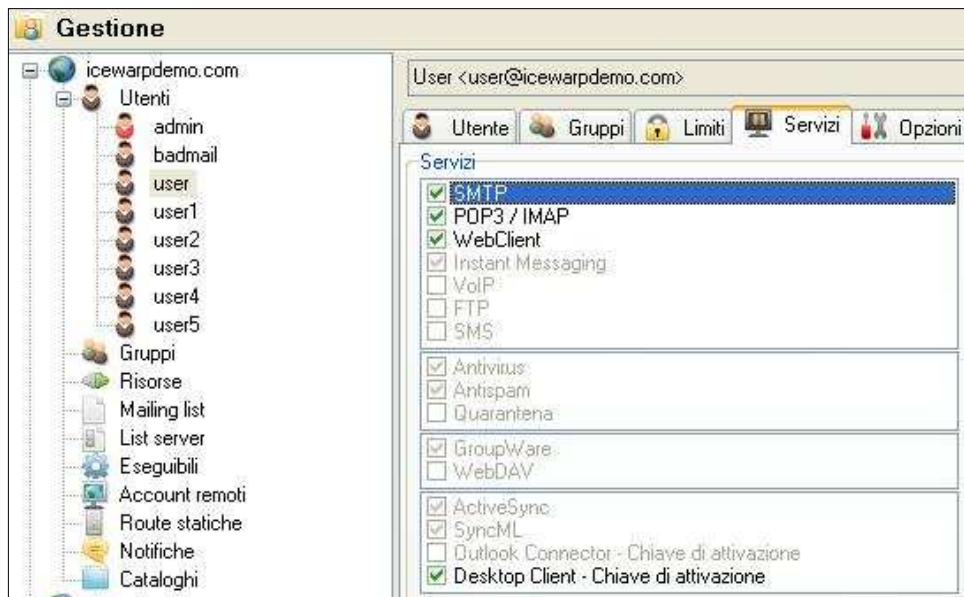 Gestione
icewarpdemo.com
Utenti
admin
badmail
user
user1
user2
user3
user4
user5
Gruppi
Risorse
Mailing list
List server
Eseguibili
Account remoti
Route statiche
Notifiche
Cataloghi
User <user@icewarpdemo.com>
Utente Gruppi Limiti Servizi Opzioni
Servizi
SMTP
POP3 / IMAP
WebClient
Instant Messaging
VoIP
FTP
SMS
Antivirus
Antispam
Quarantena
GroupWare
WebDAV
ActiveSync
SyncML
Outlook Connector - Chiave di attivazione
Desktop Client - Chiave di attivazione